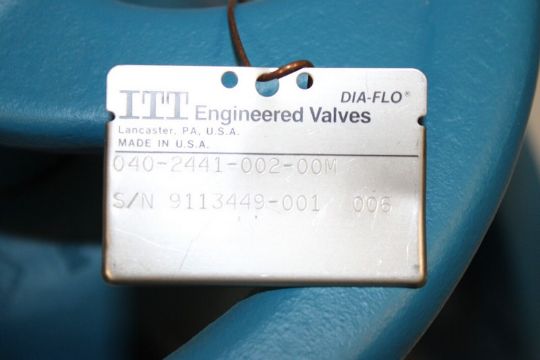 DIA-FLO®
ITT Engineered Valves
Lancaster, PA, U.S.A.
MADE IN U.S.A.
040-2441-002-00M
S/N 9113449-001 006